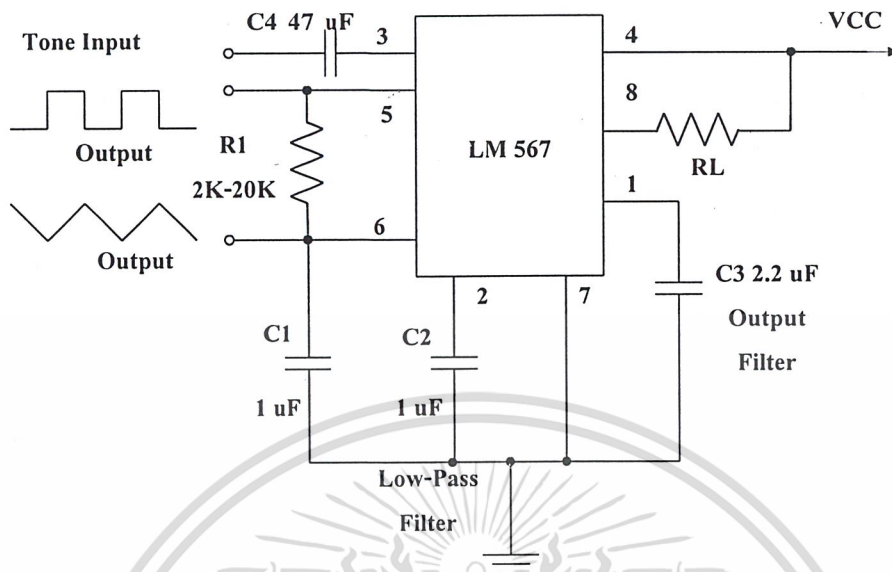 C4 47 uF
3
4
VCC
Tone Input
5
8
Output
R1
LM 567
RL
2K-20K
1
6
Output
2
7
C3 2.2 uF
Output
Filter
C1
C2
1 uF
1 uF
Low-Pass
Filter